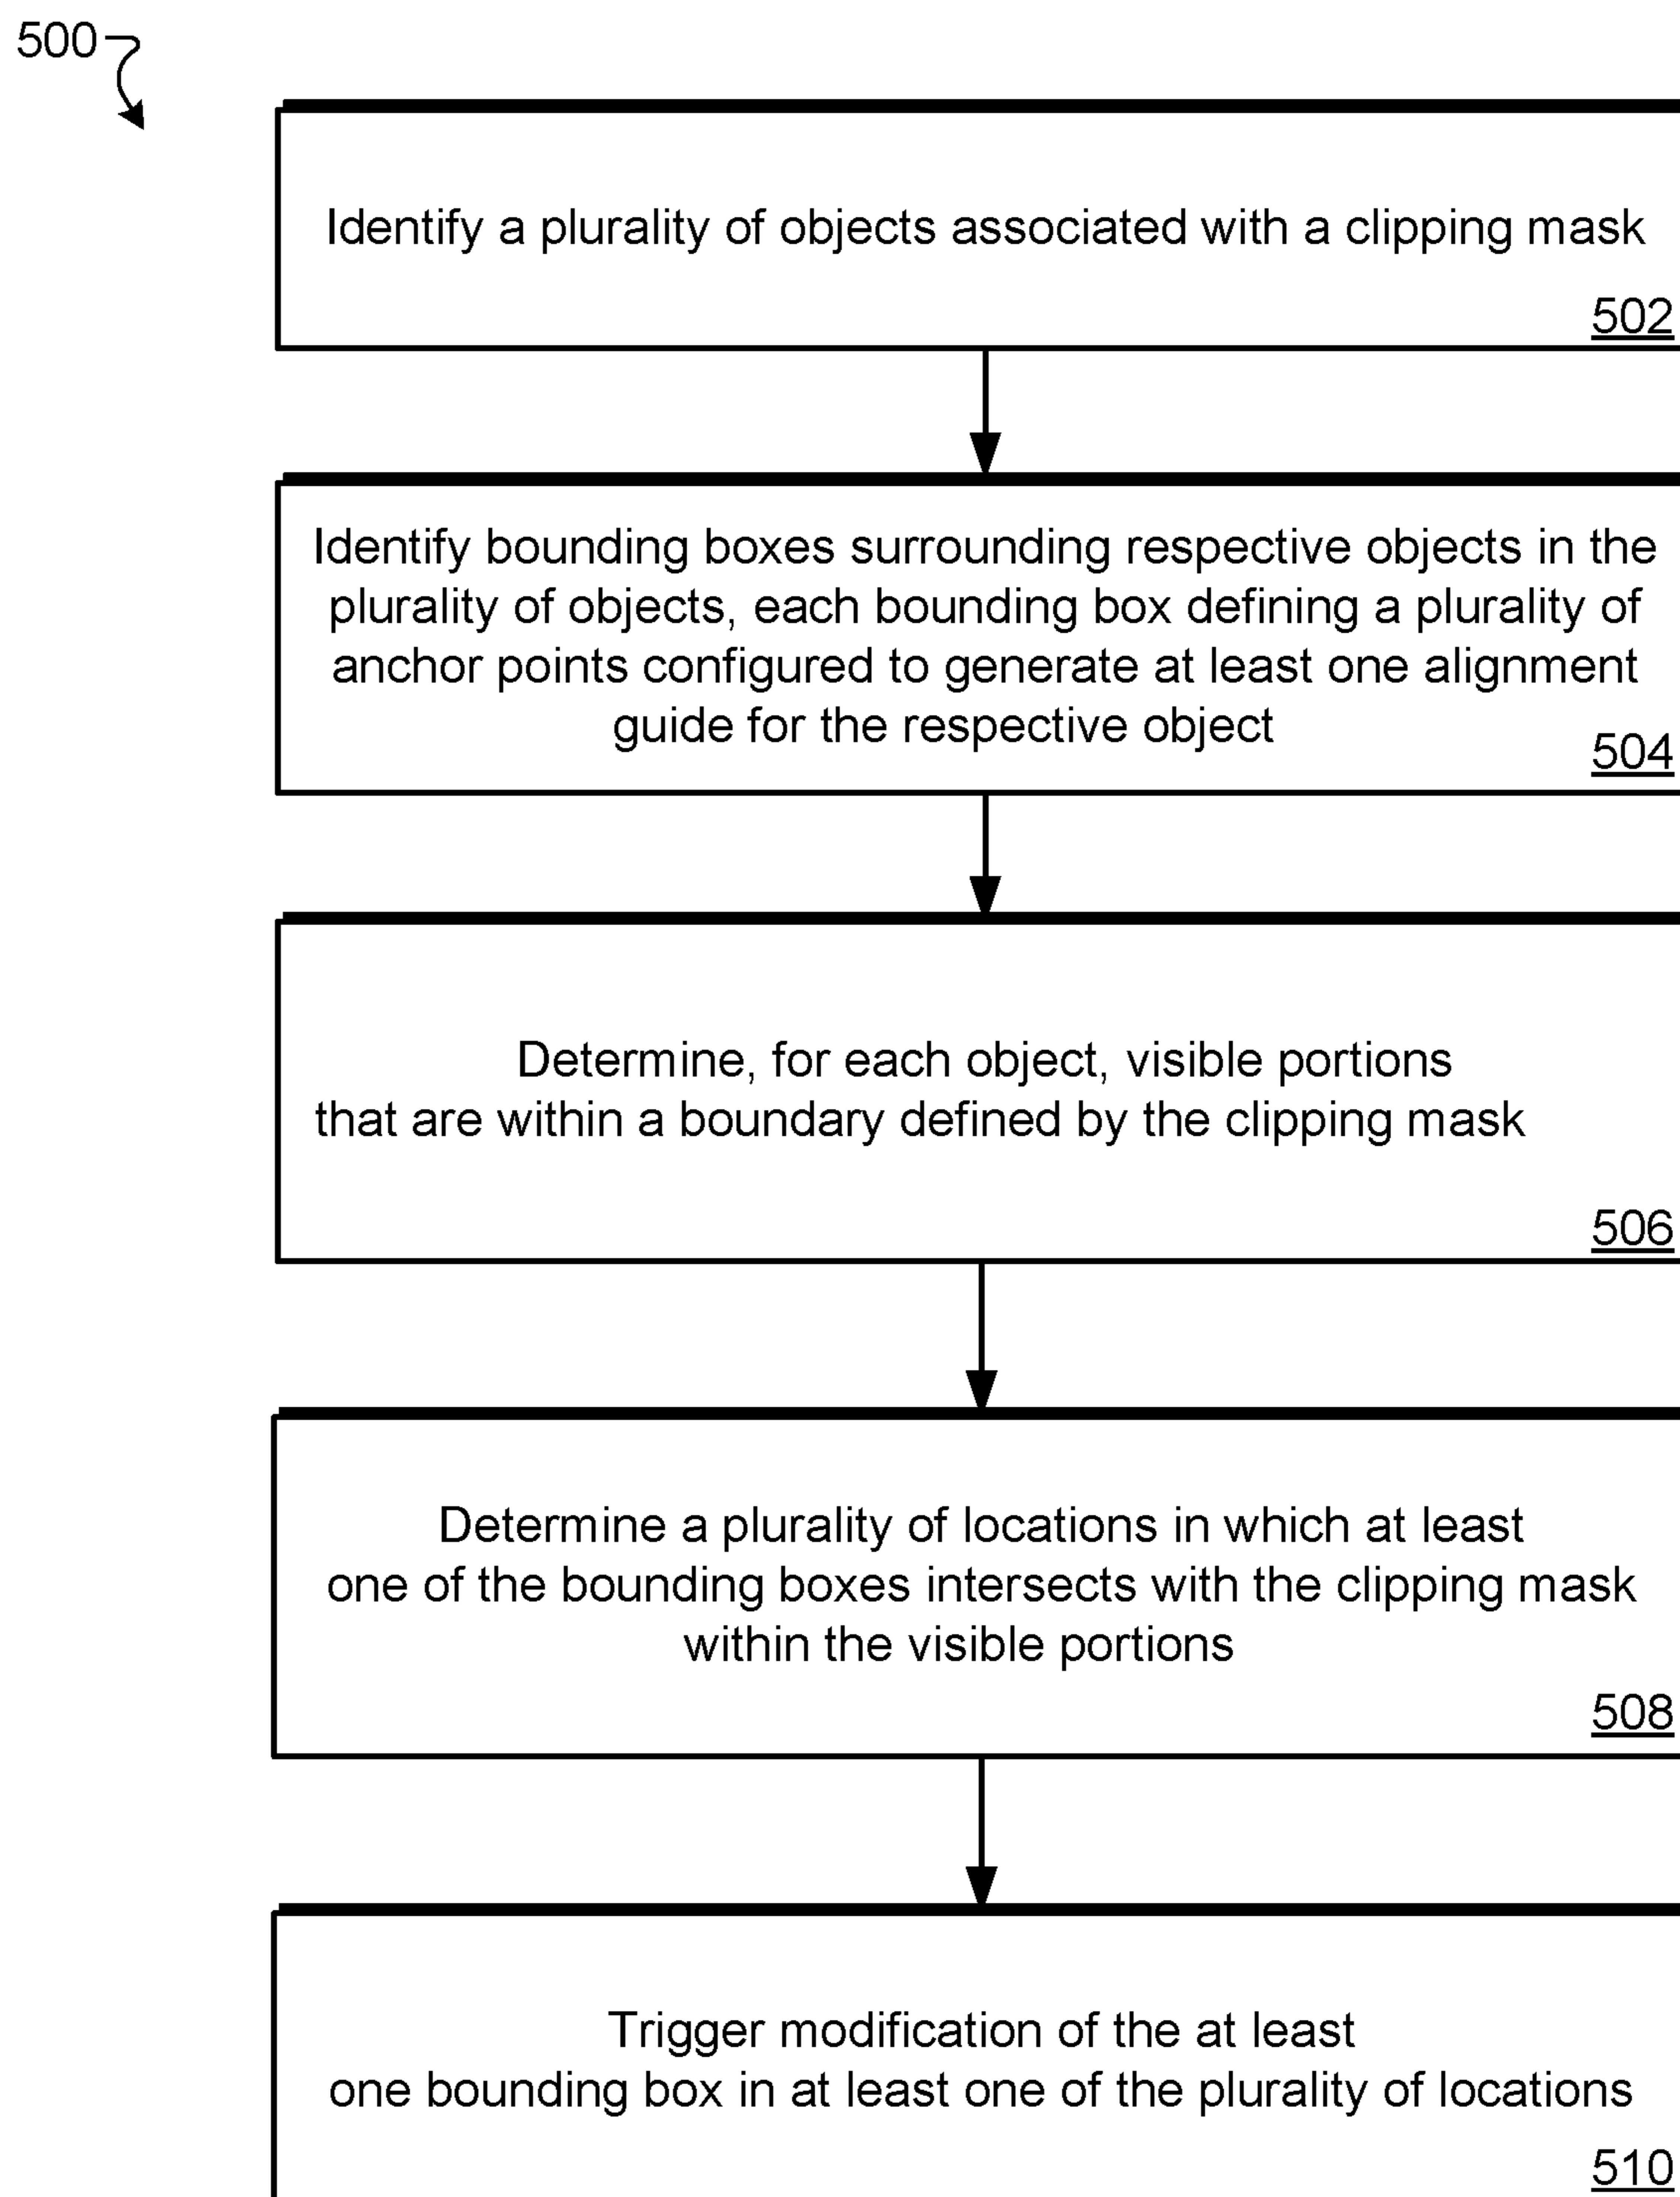 500
Identify a plurality of objects associated with a clipping mask
502
Identify bounding boxes surrounding respective objects in the
plurality of objects, each bounding box defining a plurality of
anchor points configured to generate at least one alignment
guide for the respective object
504
Determine, for each object, visible portions
that are within a boundary defined by the clipping mask
506
Determine a plurality of locations in which at least
one of the bounding boxes intersects with the clipping mask
within the visible portions
508
Trigger modification of the at least
one bounding box in at least one of the plurality of locations
510